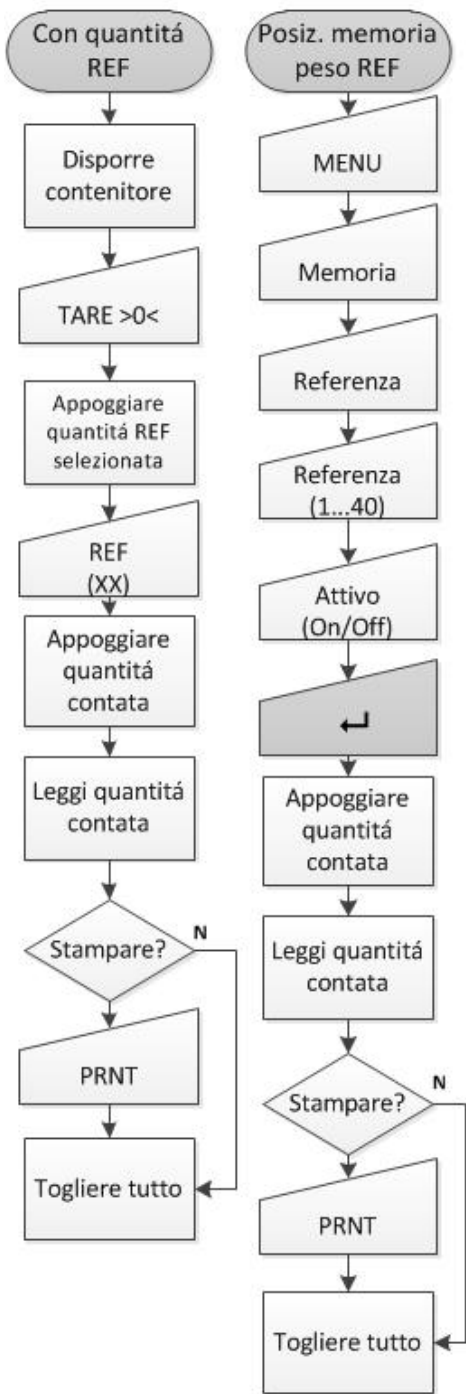 Con quantitá
REF
Disporre
contenitore
TARE >0<
Appoggiare
quantitá REF
selezionata
REF
(XX)
Appoggiare
quantitá
contata
Leggi quantitá
contata
Stampare?
N
PRNT
Togliere tutto
Posiz. memoria
peso REF
MENU
Memoria
Referenza
Referenza
(1...40)
Attivo
(On/Off)
↵
Appoggiare
quantitá
contata
Leggi quantitá
contata
Stampare?
N
PRNT
Togliere tutto